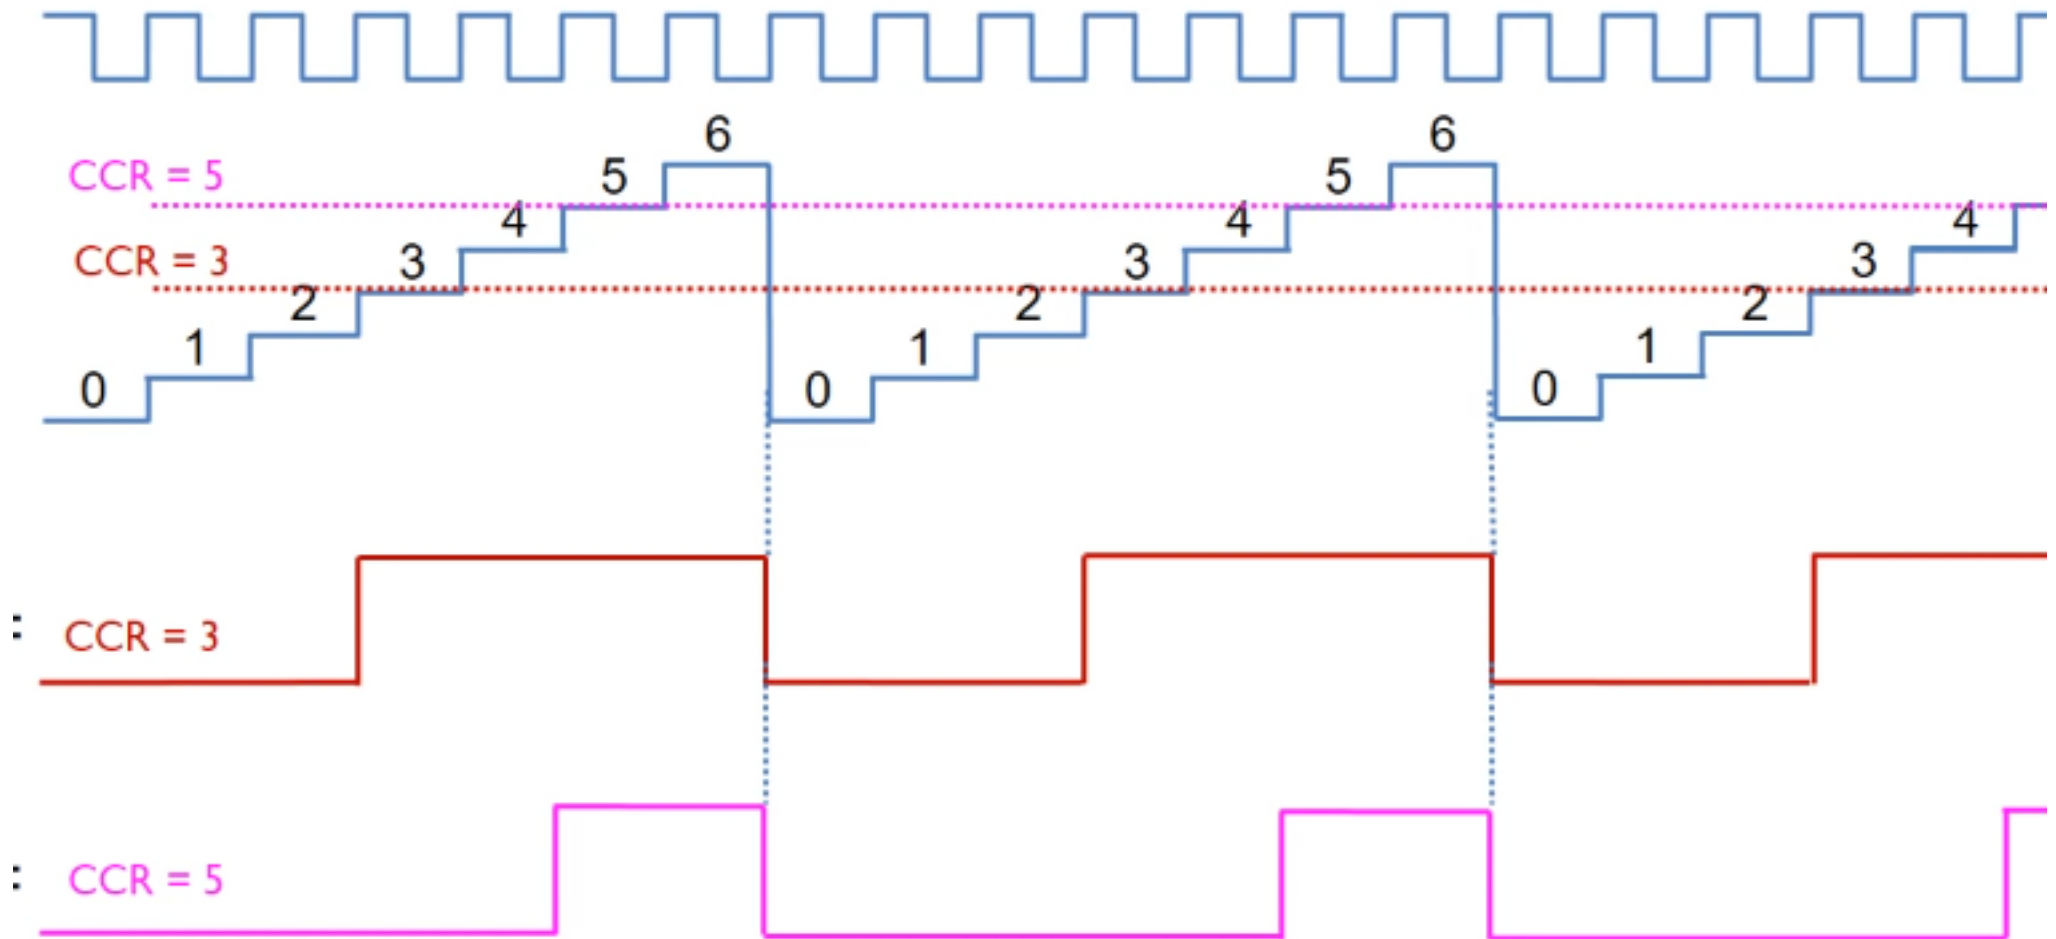 6 6
CCR = 5 5 5
4 4 4
CCR = 3 3 3 3
2 2 2
1 1 1
0 0 0
: CCR = 3
: CCR = 5